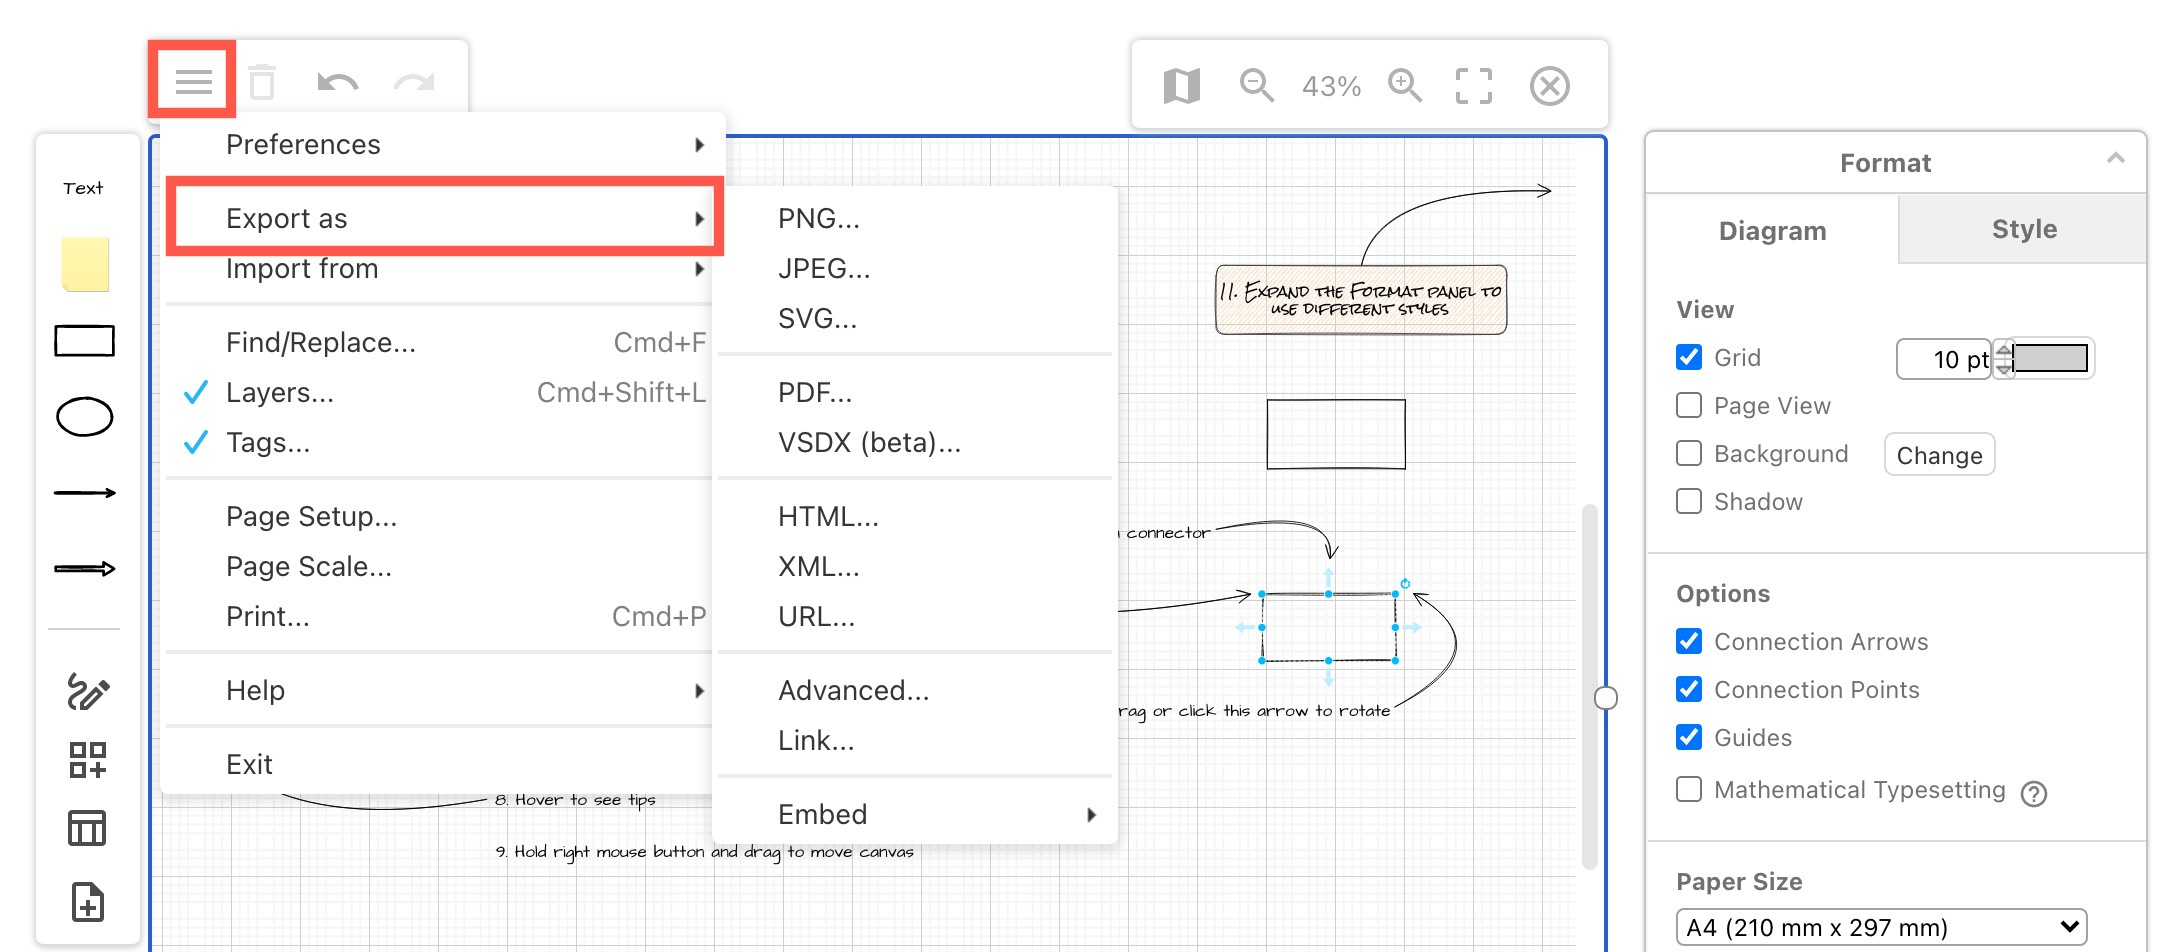 43%
Text
Preferences
Export as
Import from
Find/Replace... Cmd+F
Layers... Cmd+Shift+L
Tags...
Page Setup...
Page Scale...
Print... Cmd+P
Help
Exit
PNG...
JPEG...
SVG...
PDF...
VSDX (beta)...
HTML...
XML...
URL...
Advanced...
Link...
Embed
11. Expand the Format panel to
use different styles
connector
rag or click this arrow to rotate
8. Hover to see tips
9. Hold right mouse button and drag to move canvas
Format
Diagram
Style
View
Grid 10 pt
Page View
Background Change
Shadow
Options
Connection Arrows
Connection Points
Guides
Mathematical Typesetting ?
Paper Size
A4 (210 mm x 297 mm)